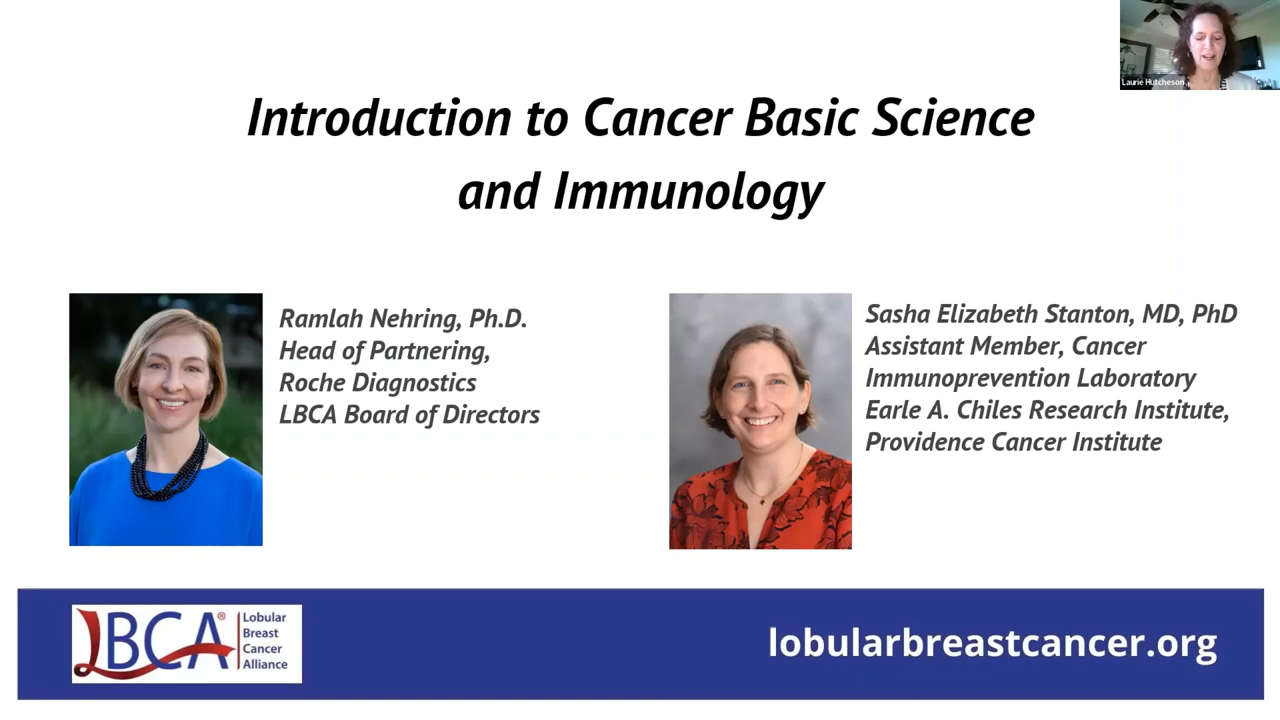 Laurie Hutcheson
Introduction to Cancer Basic Science
and Immunology
Ramlah Nehring, Ph.D.
Head of Partnering,
Roche Diagnostics
LBCA Board of Directors
Sasha Elizabeth Stanton, MD, PhD
Assistant Member, Cancer
Immunoprevention Laboratory
Earle A. Chiles Research Institute,
Providence Cancer Institute
LBCA®
Lobular
Breast
Cancer
Alliance
lobularbreastcancer.org